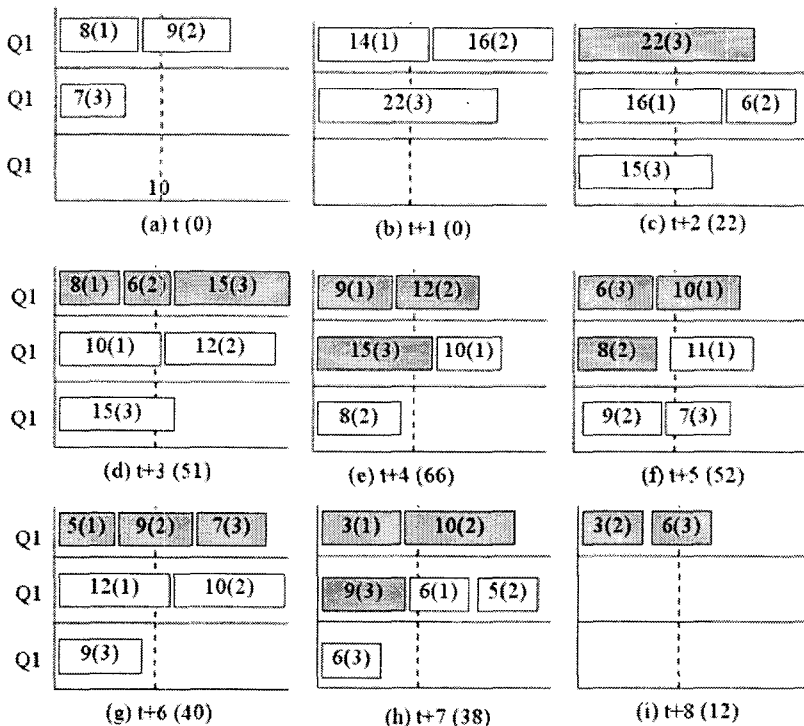 Q1 8(1) 9(2)
Q1 7(3)
Q1
10
(a) t (0)
14(1) 16(2)
22(3)
(b) t+1 (0)
22(3)
16(1) 6(2)
15(3)
(c) t+2 (22)
Q1 8(1) 6(2) 15(3)
Q1 10(1) 12(2)
Q1 15(3)
(d) t+3 (51)
9(1) 12(2)
15(3) 10(1)
8(2)
(e) t+4 (66)
6(3) 10(1)
8(2) 11(1)
9(2) 7(3)
(f) t+5 (52)
Q1 5(1) 9(2) 7(3)
Q1 12(1) 10(2)
Q1 9(3)
(g) t+6 (40)
3(1) 10(2)
9(3) 6(1) 5(2)
6(3)
(h) t+7 (38)
3(2) 6(3)
(i) t+8 (12)